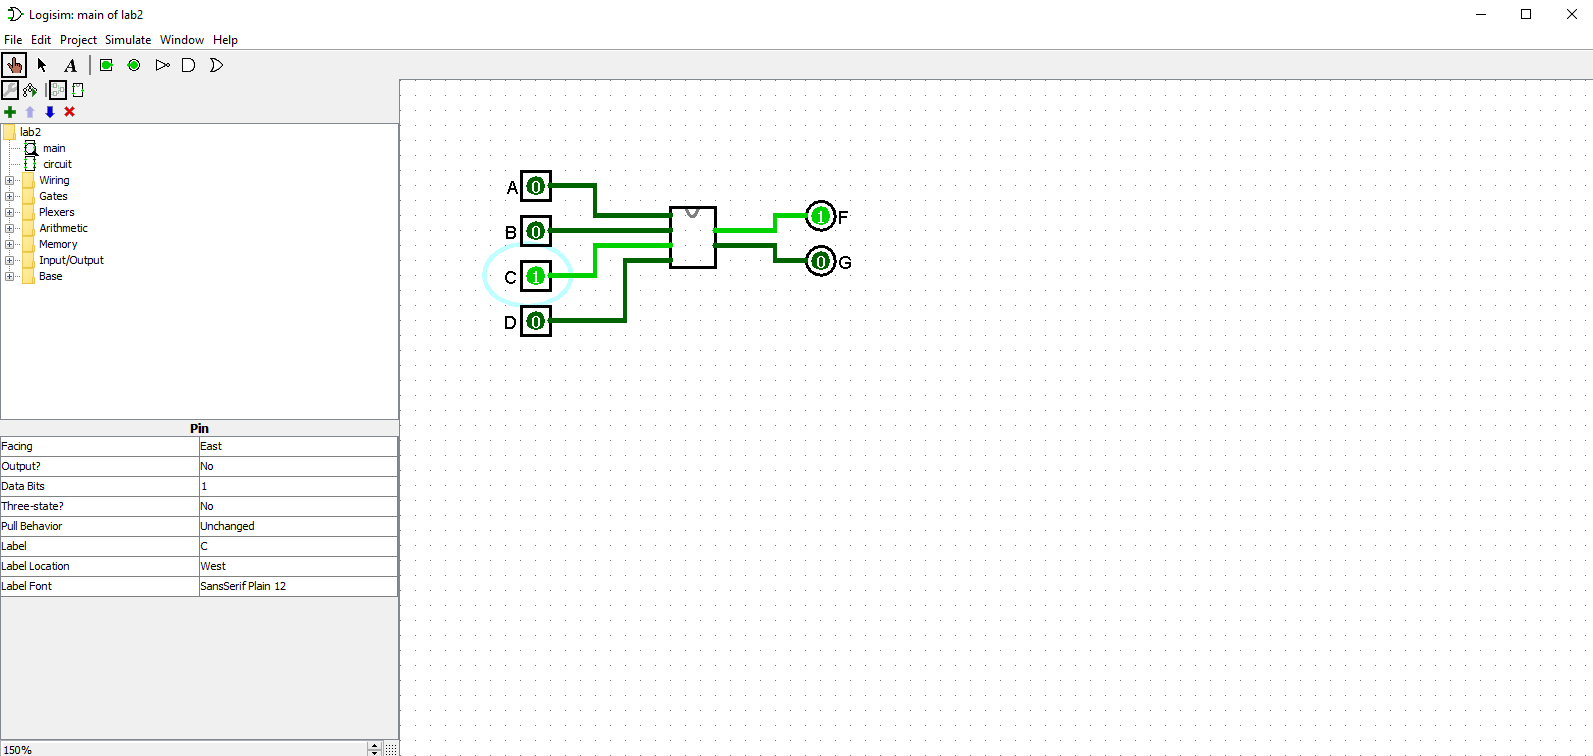 Logisim: main of lab2
File Edit Project Simulate Window Help
A
lab2
main
circuit
Wiring
Gates
Plexers
Arithmetic
Memory
Input/Output
Base
Pin
Facing East
Output? No
Data Bits 1
Three-state? No
Pull Behavior Unchanged
Label C
Label Location West
Label Font SansSerif Plain 12
150%
A 0
B 0
C 1
D 0
1 F
0 G